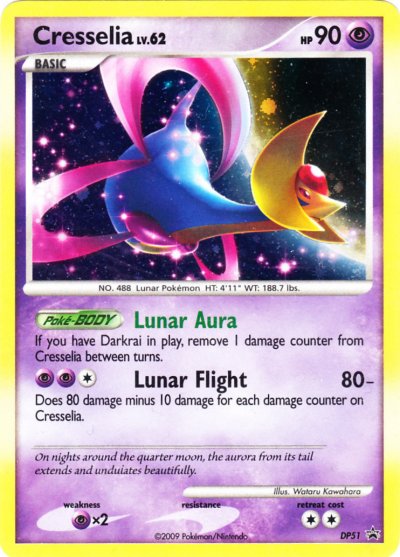 Cresselia LV.62 HP 90
BASIC
NO. 488 Lunar Pokémon HT: 4'11" WT: 188.7 lbs.
Poké-BODY Lunar Aura
If you have Darkrai in play, remove 1 damage counter from
Cresselia between turns.
Lunar Flight 80–
Does 80 damage minus 10 damage for each damage counter on
Cresselia.
On nights around the quarter moon, the aurora from its tail
extends and undulates beautifully.
Illus. Wataru Kawahara
weakness resistance retreat cost
×2
©2009 Pokémon/Nintendo
DP51